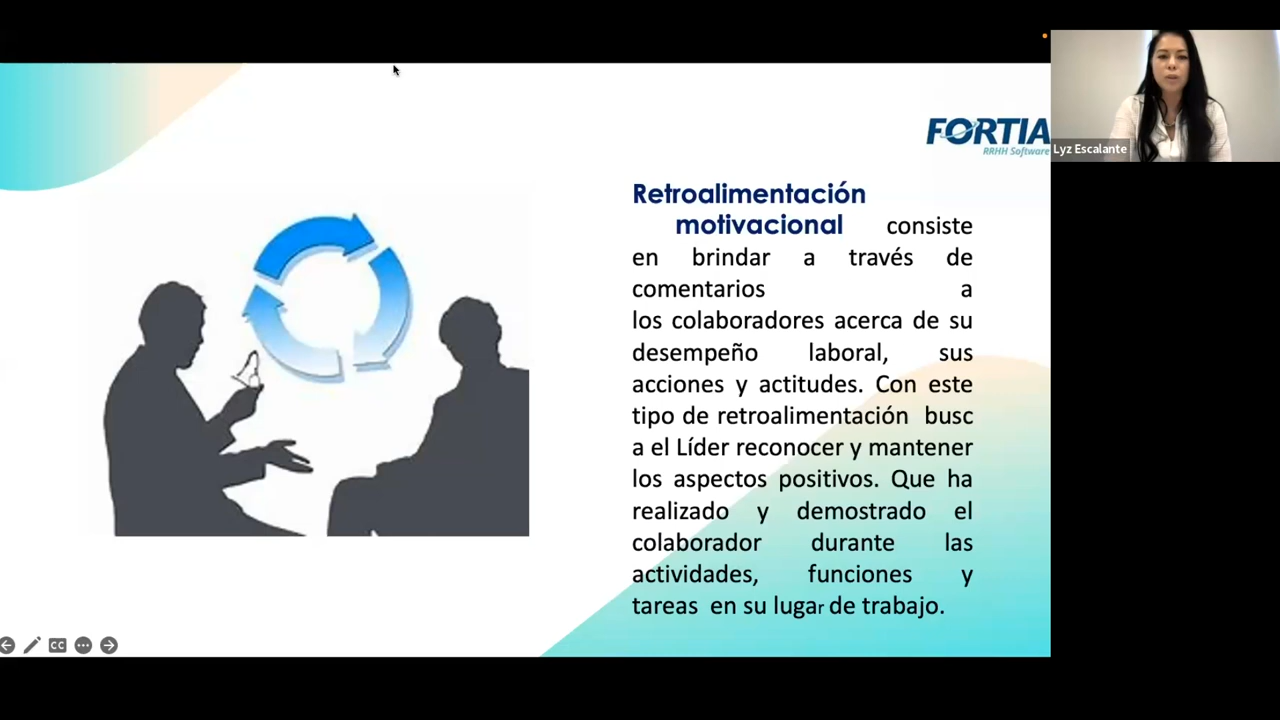 FORTIA
RRHH Software
Lyz Escalante
Retroalimentación
motivacional consiste
en brindar a través de
comentarios a
los colaboradores acerca de su
desempeño laboral, sus
acciones y actitudes. Con este
tipo de retroalimentación busc
a el Líder reconocer y mantener
los aspectos positivos. Que ha
realizado y demostrado el
colaborador durante las
actividades, funciones y
tareas en su lugar de trabajo.
CC